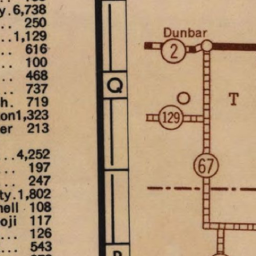 y. 6,738
... 250
..1,129
... 616
... 100
... 468
... 737
h. 719
on1,323
er 213
..4,252
... 197
... 247
ty.1,802
nell 108
oji 117
... 126
... 543
Q
Dunbar
2
129
T
67